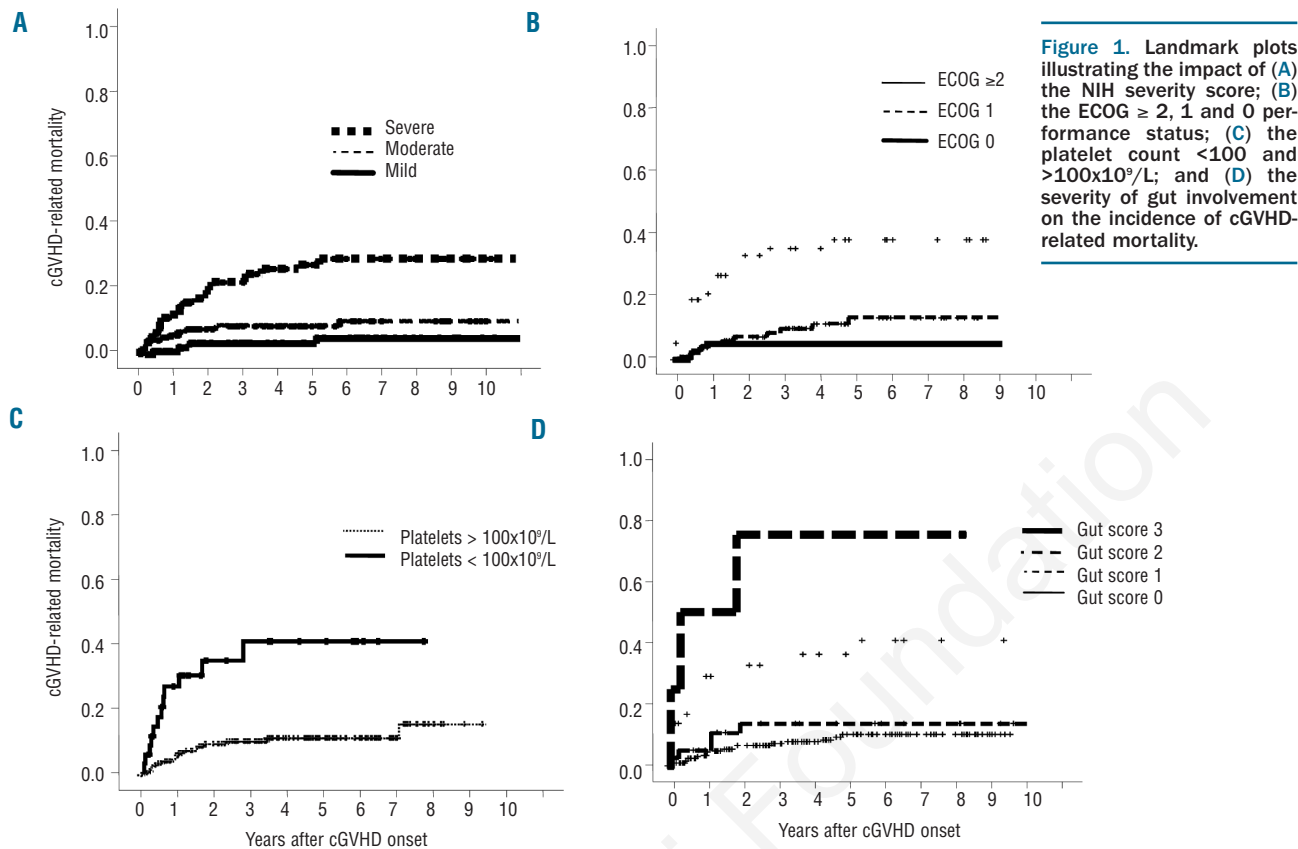 A
cGVHD-related mortality
1.0
0.8
0.6
0.4
0.2
0.0
Severe
Moderate
Mild
0 1 2 3 4 5 6 7 8 9 10
B
1.0
0.8
0.6
0.4
0.2
0.0
ECOG ≥2
ECOG 1
ECOG 0
0 1 2 3 4 5 6 7 8 9 10
Figure 1. Landmark plots
illustrating the impact of (A)
the NIH severity score; (B)
the ECOG ≥ 2, 1 and 0 per-
formance status; (C) the
platelet count <100 and
>100x10⁹/L; and (D) the
severity of gut involvement
on the incidence of cGVHD-
related mortality.
C
cGVHD-related mortality
1.0
0.8
0.6
0.4
0.2
0.0
Platelets > 100x10⁹/L
Platelets < 100x10⁹/L
0 1 2 3 4 5 6 7 8 9 10
Years after cGVHD onset
D
1.0
0.8
0.6
0.4
0.2
0.0
Gut score 3
Gut score 2
Gut score 1
Gut score 0
0 1 2 3 4 5 6 7 8 9 10
Years after cGVHD onset
Foundation